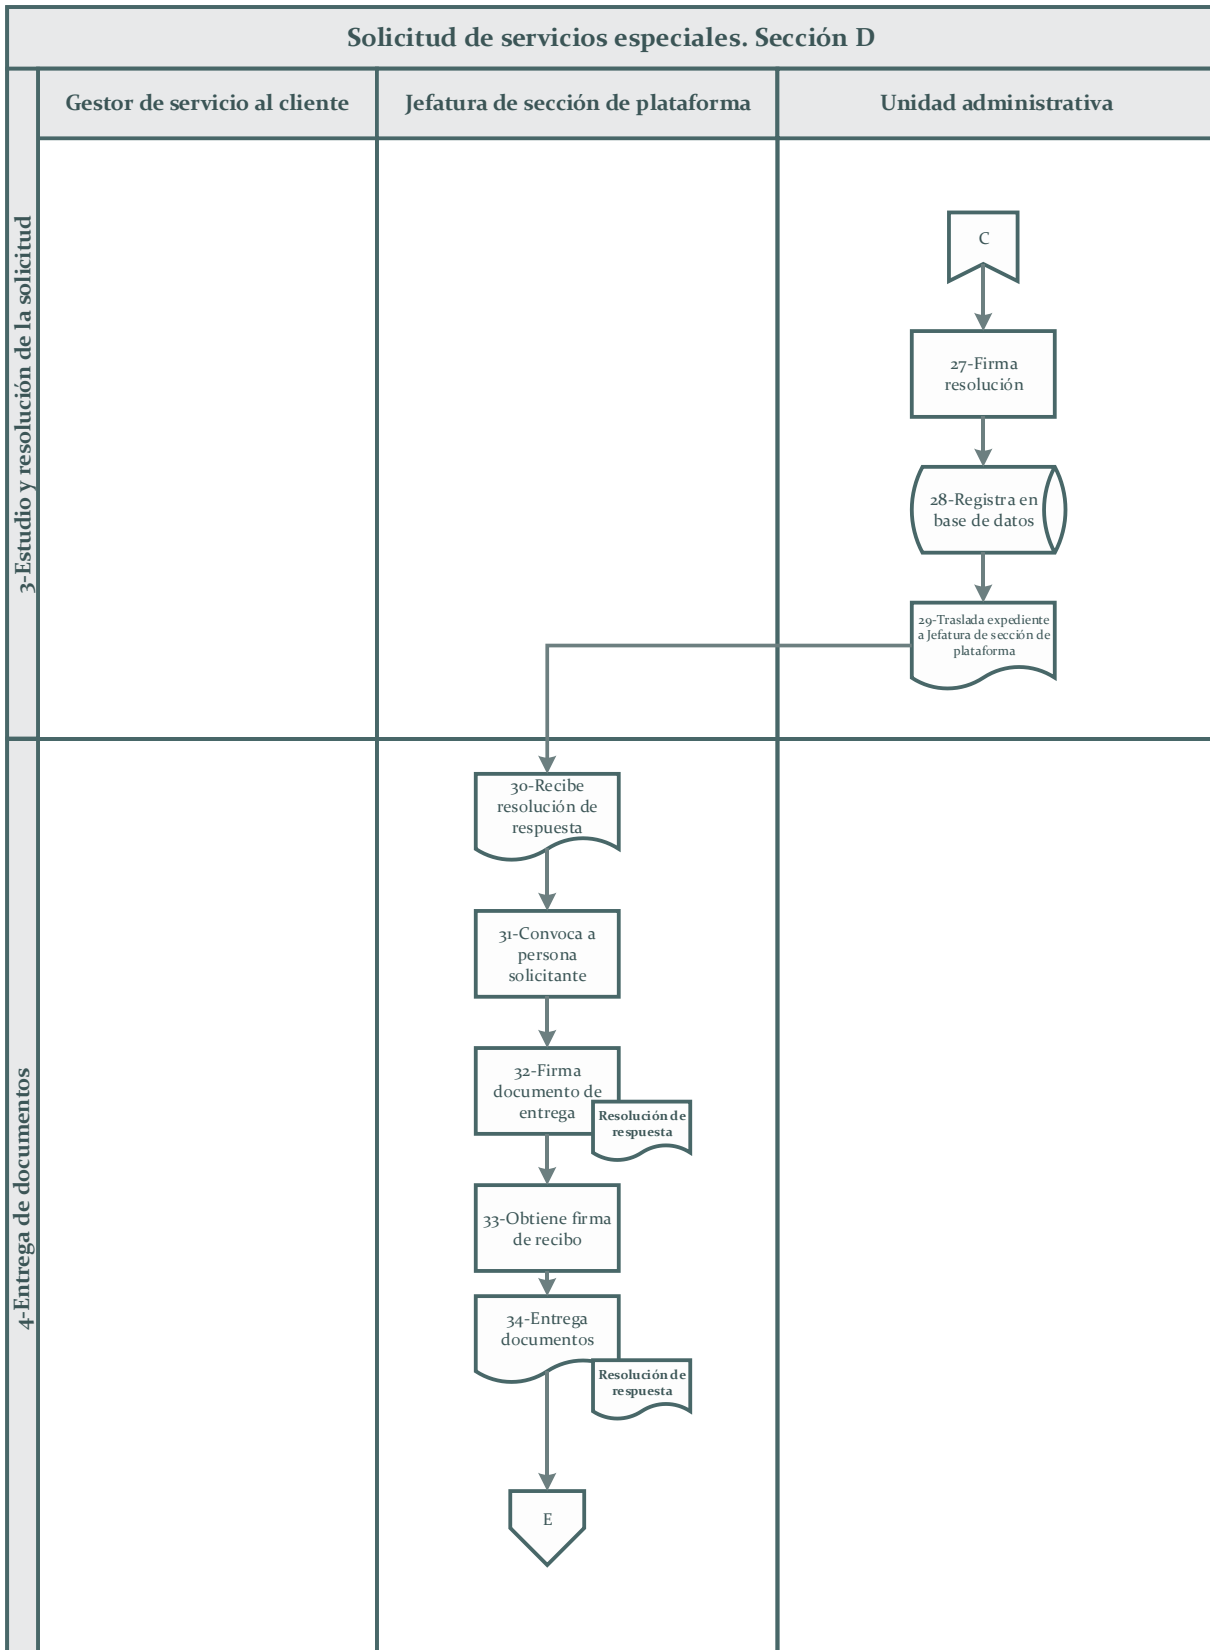 Solicitud de servicios especiales. Sección D
Gestor de servicio al cliente
Jefatura de sección de plataforma
Unidad administrativa
3-Estudio y resolución de la solicitud
C
27-Firma
resolución
28-Registra en
base de datos
29-Traslada expediente
a Jefatura de sección de
plataforma
4-Entrega de documentos
30-Recibe
resolución de
respuesta
31-Convoca a
persona
solicitante
32-Firma
documento de
entrega
Resolución de
respuesta
33-Obtiene firma
de recibo
34-Entrega
documentos
Resolución de
respuesta
E